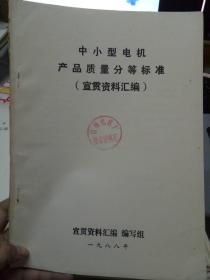 中小型电机
产品质量分等标准
（宣贯资料汇编）
宣贯资料汇编 编写组
一九八八年